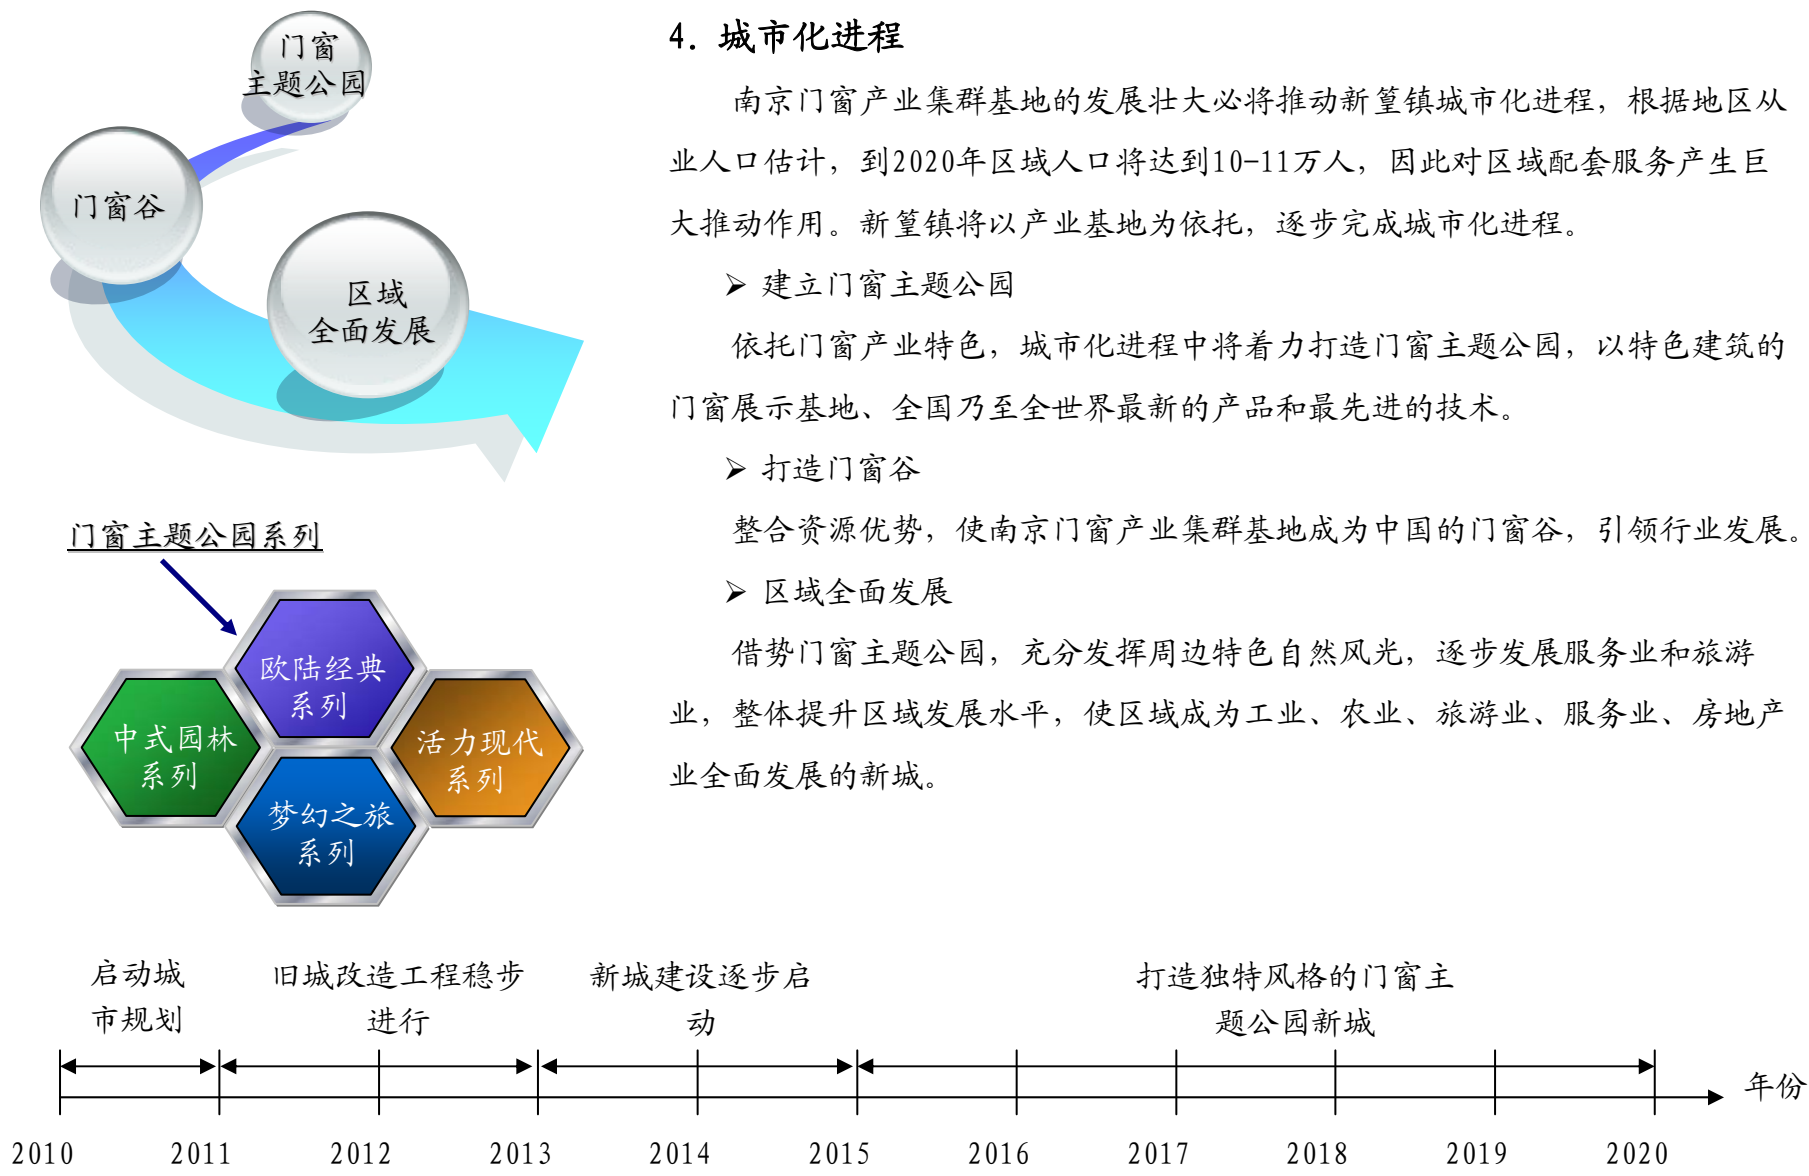 门窗
主题公园
门窗谷
区域
全面发展
4. 城市化进程
南京门窗产业集群基地的发展壮大必将推动新篁镇城市化进程，根据地区从
业人口估计，到2020年区域人口将达到10-11万人，因此对区域配套服务产生巨
大推动作用。新篁镇将以产业基地为依托，逐步完成城市化进程。
➢ 建立门窗主题公园
依托门窗产业特色，城市化进程中将着力打造门窗主题公园，以特色建筑的
门窗展示基地、全国乃至全世界最新的产品和最先进的技术。
➢ 打造门窗谷
整合资源优势，使南京门窗产业集群基地成为中国的门窗谷，引领行业发展。
➢ 区域全面发展
借势门窗主题公园，充分发挥周边特色自然风光，逐步发展服务业和旅游
业，整体提升区域发展水平，使区域成为工业、农业、旅游业、服务业、房地产
业全面发展的新城。
门窗主题公园系列
欧陆经典
系列
中式园林
系列
活力现代
系列
梦幻之旅
系列
启动城
市规划
旧城改造工程稳步
进行
新城建设逐步启
动
打造独特风格的门窗主
题公园新城
年份
2010 2011 2012 2013 2014 2015 2016 2017 2018 2019 2020